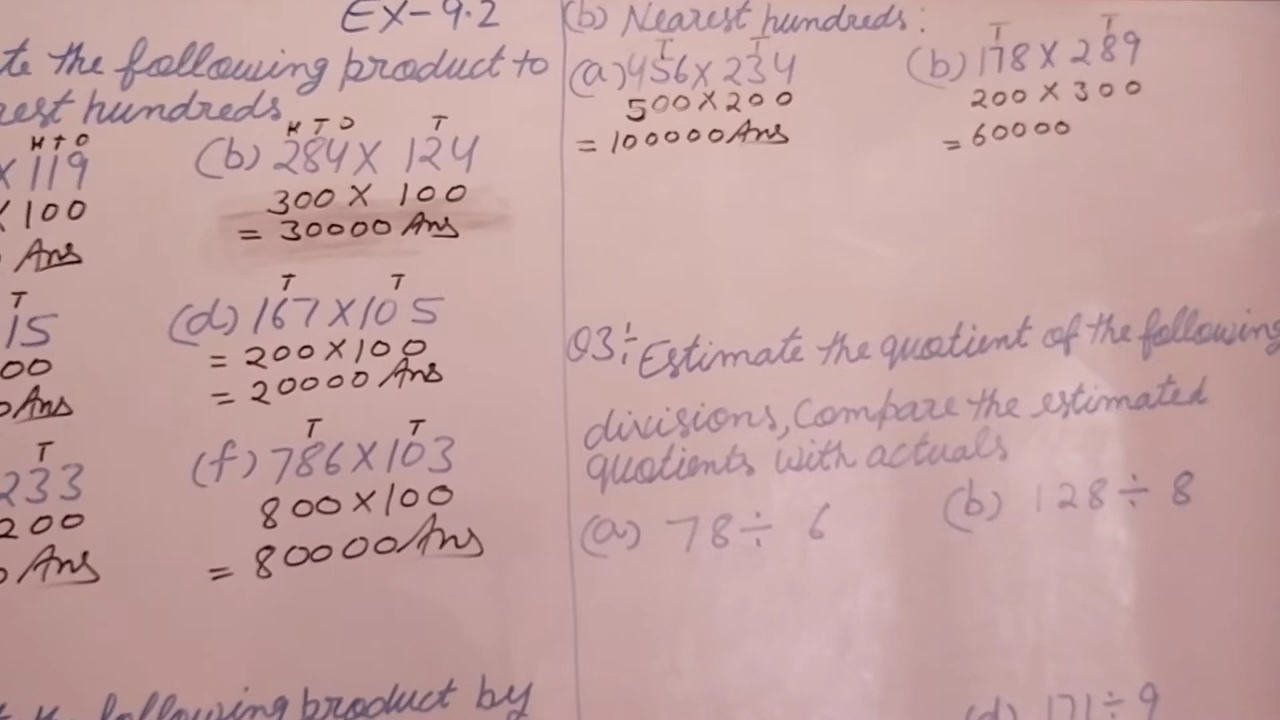 EX-9.2
te the following product to
rest hundreds
H T O
X 119
X 100
Ans
H T O T
(b) 284 X 124
300 X 100
= 30000 Ans
T
15
00
0 Ans
T T
(d) 167 X 105
= 200 X 100
= 20000 Ans
T
233
200
0 Ans
T T
(f) 786 X 103
800 X 100
= 80000 Ans
following product by
(b) Nearest hundreds:
T T
(a) 456 X 234
500 X 200
= 100000 Ans
T T
(b) 178 X 289
200 X 300
= 60000
Q3:- Estimate the quotient of the following
divisions, Compare the estimated
quotients with actuals
(a) 78 ÷ 6
(b) 128 ÷ 8
(d) 171 ÷ 9